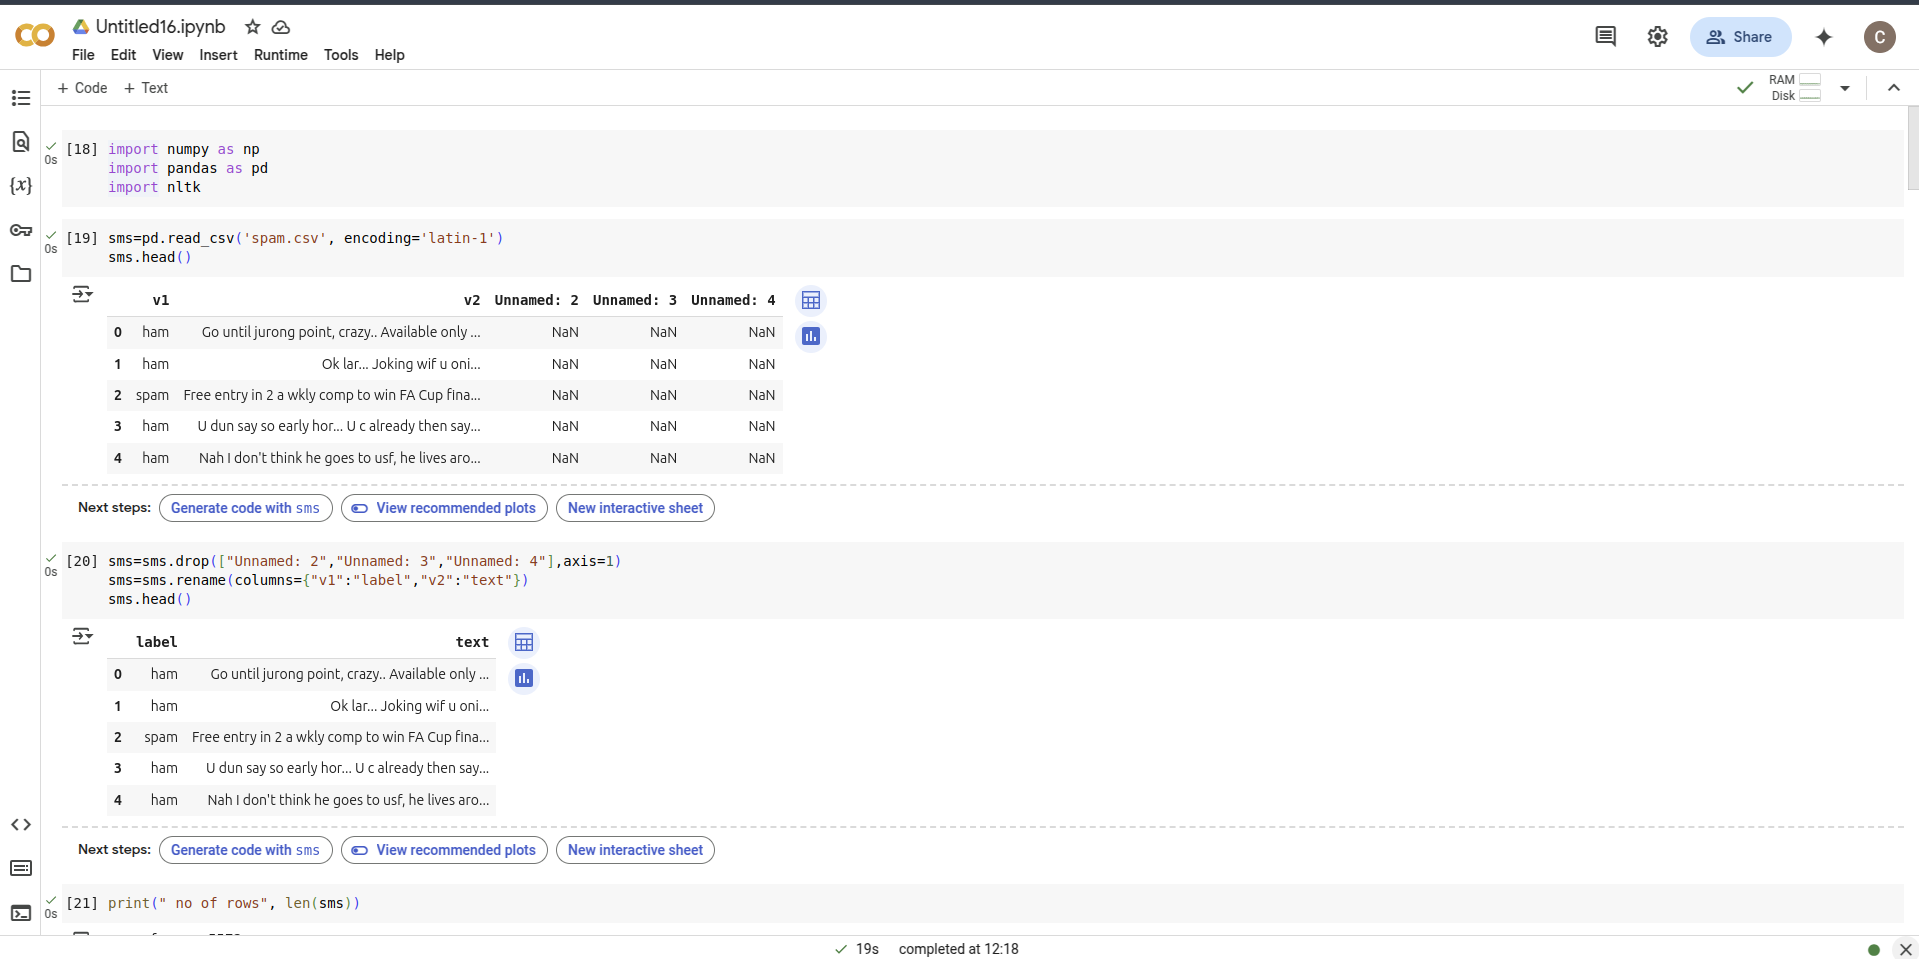 Untitled16.ipynb
File Edit View Insert Runtime Tools Help
Share
C
+ Code + Text
RAM
Disk
0s
[18] import numpy as np
import pandas as pd
import nltk
0s
[19] sms=pd.read_csv('spam.csv', encoding='latin-1')
sms.head()
v1 v2 Unnamed: 2 Unnamed: 3 Unnamed: 4
0 ham Go until jurong point, crazy.. Available only ... NaN NaN NaN
1 ham Ok lar... Joking wif u oni... NaN NaN NaN
2 spam Free entry in 2 a wkly comp to win FA Cup fina... NaN NaN NaN
3 ham U dun say so early hor... U c already then say... NaN NaN NaN
4 ham Nah I don't think he goes to usf, he lives aro... NaN NaN NaN
Next steps: Generate code with sms View recommended plots New interactive sheet
0s
[20] sms=sms.drop(["Unnamed: 2","Unnamed: 3","Unnamed: 4"],axis=1)
sms=sms.rename(columns={"v1":"label","v2":"text"})
sms.head()
label text
0 ham Go until jurong point, crazy.. Available only ...
1 ham Ok lar... Joking wif u oni...
2 spam Free entry in 2 a wkly comp to win FA Cup fina...
3 ham U dun say so early hor... U c already then say...
4 ham Nah I don't think he goes to usf, he lives aro...
Next steps: Generate code with sms View recommended plots New interactive sheet
0s
[21] print(" no of rows", len(sms))
19s completed at 12:18